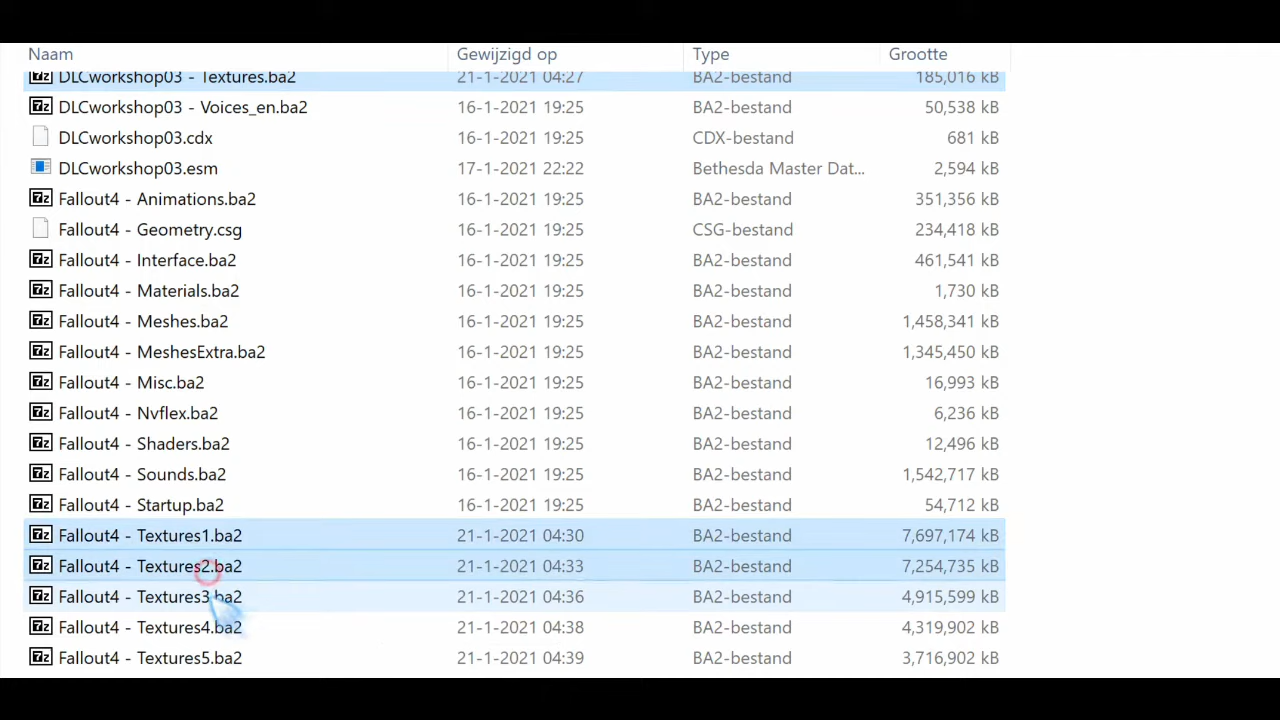 Naam Gewijzigd op Type Grootte
DLCworkshop03 - Textures.ba2 21-1-2021 04:27 BA2-bestand 185,016 kB
DLCworkshop03 - Voices_en.ba2 16-1-2021 19:25 BA2-bestand 50,538 kB
DLCworkshop03.cdx 16-1-2021 19:25 CDX-bestand 681 kB
DLCworkshop03.esm 17-1-2021 22:22 Bethesda Master Dat... 2,594 kB
Fallout4 - Animations.ba2 16-1-2021 19:25 BA2-bestand 351,356 kB
Fallout4 - Geometry.csg 16-1-2021 19:25 CSG-bestand 234,418 kB
Fallout4 - Interface.ba2 16-1-2021 19:25 BA2-bestand 461,541 kB
Fallout4 - Materials.ba2 16-1-2021 19:25 BA2-bestand 1,730 kB
Fallout4 - Meshes.ba2 16-1-2021 19:25 BA2-bestand 1,458,341 kB
Fallout4 - MeshesExtra.ba2 16-1-2021 19:25 BA2-bestand 1,345,450 kB
Fallout4 - Misc.ba2 16-1-2021 19:25 BA2-bestand 16,993 kB
Fallout4 - Nvflex.ba2 16-1-2021 19:25 BA2-bestand 6,236 kB
Fallout4 - Shaders.ba2 16-1-2021 19:25 BA2-bestand 12,496 kB
Fallout4 - Sounds.ba2 16-1-2021 19:25 BA2-bestand 1,542,717 kB
Fallout4 - Startup.ba2 16-1-2021 19:25 BA2-bestand 54,712 kB
Fallout4 - Textures1.ba2 21-1-2021 04:30 BA2-bestand 7,697,174 kB
Fallout4 - Textures2.ba2 21-1-2021 04:33 BA2-bestand 7,254,735 kB
Fallout4 - Textures3.ba2 21-1-2021 04:36 BA2-bestand 4,915,599 kB
Fallout4 - Textures4.ba2 21-1-2021 04:38 BA2-bestand 4,319,902 kB
Fallout4 - Textures5.ba2 21-1-2021 04:39 BA2-bestand 3,716,902 kB